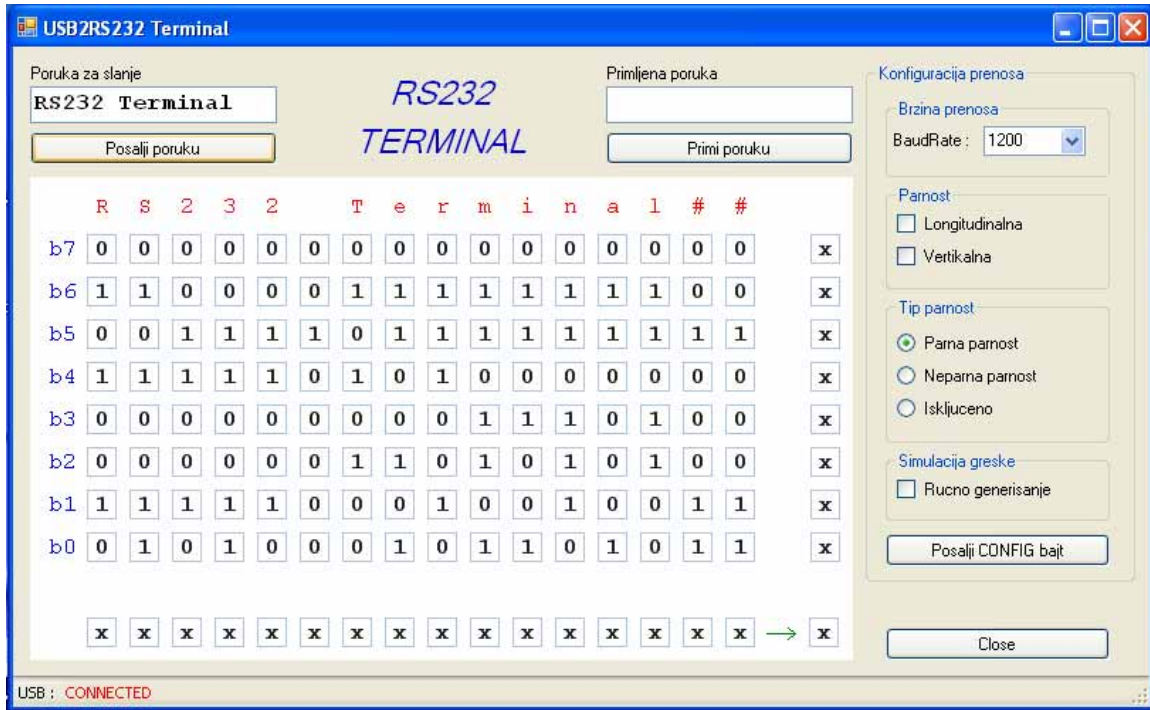 USB2RS232 Terminal
Poruka za slanje
RS232 Terminal
Posalji poruku
RS232
TERMINAL
Primljena poruka
Primi poruku
R S 2 3 2 T e r m i n a l # #
b7 0 0 0 0 0 0 0 0 0 0 0 0 0 0 0 0 x
b6 1 1 0 0 0 0 1 1 1 1 1 1 1 1 0 0 x
b5 0 0 1 1 1 1 0 1 1 1 1 1 1 1 1 1 x
b4 1 1 1 1 1 0 1 0 1 0 0 0 0 0 0 0 x
b3 0 0 0 0 0 0 0 0 0 1 1 1 0 1 0 0 x
b2 0 0 0 0 0 0 1 1 0 1 0 1 0 1 0 0 x
b1 1 1 1 1 1 0 0 0 1 0 0 1 0 0 1 1 x
b0 0 1 0 1 0 0 0 1 0 1 1 0 1 0 1 1 x
x x x x x x x x x x x x x x x x → x
Konfiguracija prenosa
Brzina prenosa
BaudRate : 1200
Parnost
Longitudinalna
Vertikalna
Tip parnost
Parna parnost
Neparna parnost
Iskljuceno
Simulacija greske
Rucno generisanje
Posalji CONFIG bajt
Close
USB : CONNECTED